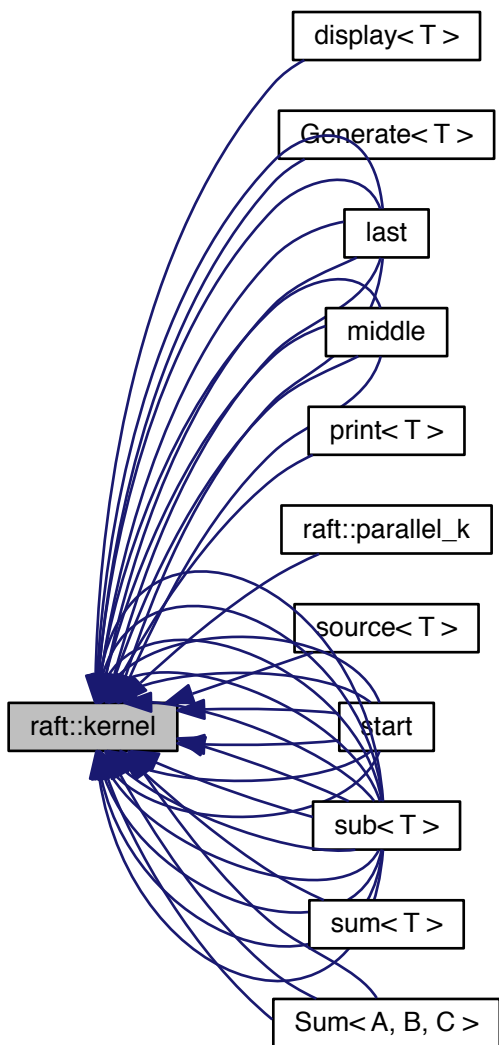 display< T >
Generate< T >
last
middle
print< T >
raft::parallel_k
source< T >
raft::kernel
start
sub< T >
sum< T >
Sum< A, B, C >